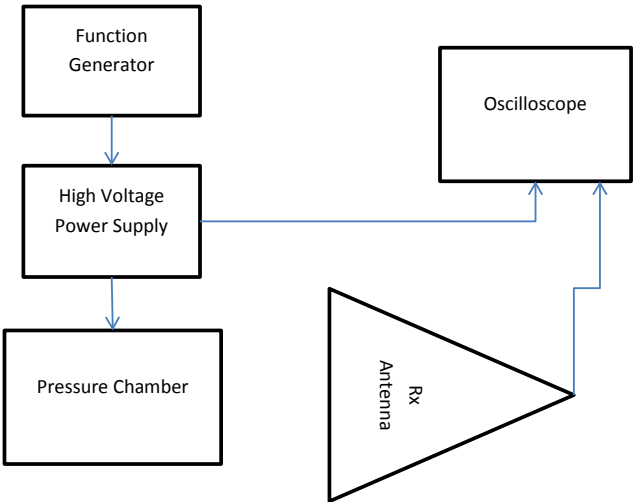 Function
Generator
Oscilloscope
High Voltage
Power Supply
Pressure Chamber
Rx
Antenna